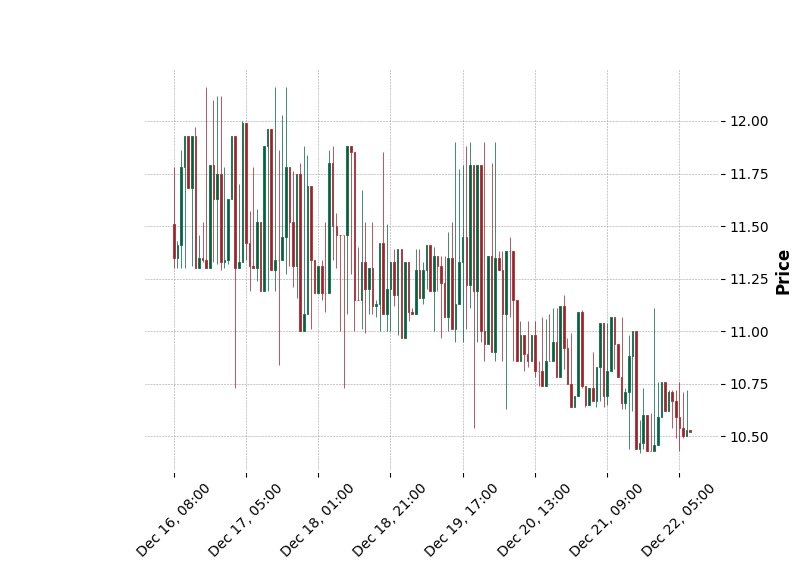 12.00
11.75
11.50
11.25
11.00
10.75
10.50
Price
Dec 16, 08:00
Dec 17, 05:00
Dec 18, 01:00
Dec 18, 21:00
Dec 19, 17:00
Dec 20, 13:00
Dec 21, 09:00
Dec 22, 05:00